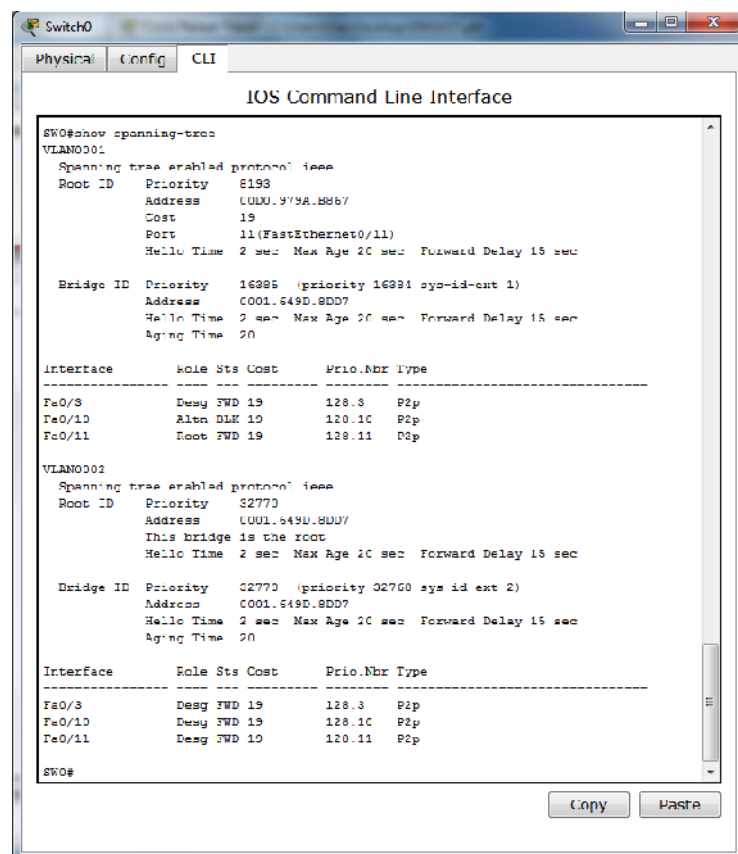 Switch0
Physical Config CLI
IOS Command Line Interface
SW0#show spanning-tree
VLAN0001
Spanning tree enabled protocol ieee
Root ID Priority 8193
Address 00D0.979A.B867
Cost 19
Port 11(FastEthernet0/11)
Hello Time 2 sec Max Age 20 sec Forward Delay 15 sec
Bridge ID Priority 16385 (priority 16384 sys-id-ext 1)
Address 0001.649D.8DD7
Hello Time 2 sec Max Age 20 sec Forward Delay 15 sec
Aging Time 20
Interface Role Sts Cost Prio.Nbr Type
---------------- ---- --- --------- -------- --------------------------------
Fa0/3 Desg FWD 19 128.3 P2p
Fa0/10 Altn BLK 19 128.10 P2p
Fa0/11 Root FWD 19 128.11 P2p
VLAN0002
Spanning tree enabled protocol ieee
Root ID Priority 32770
Address 0001.649D.8DD7
This bridge is the root
Hello Time 2 sec Max Age 20 sec Forward Delay 15 sec
Bridge ID Priority 32770 (priority 32768 sys-id-ext 2)
Address 0001.649D.8DD7
Hello Time 2 sec Max Age 20 sec Forward Delay 15 sec
Aging Time 20
Interface Role Sts Cost Prio.Nbr Type
---------------- ---- --- --------- -------- --------------------------------
Fa0/3 Desg FWD 19 128.3 P2p
Fa0/10 Desg FWD 19 128.10 P2p
Fa0/11 Desg FWD 19 128.11 P2p
SW0#
Copy Paste